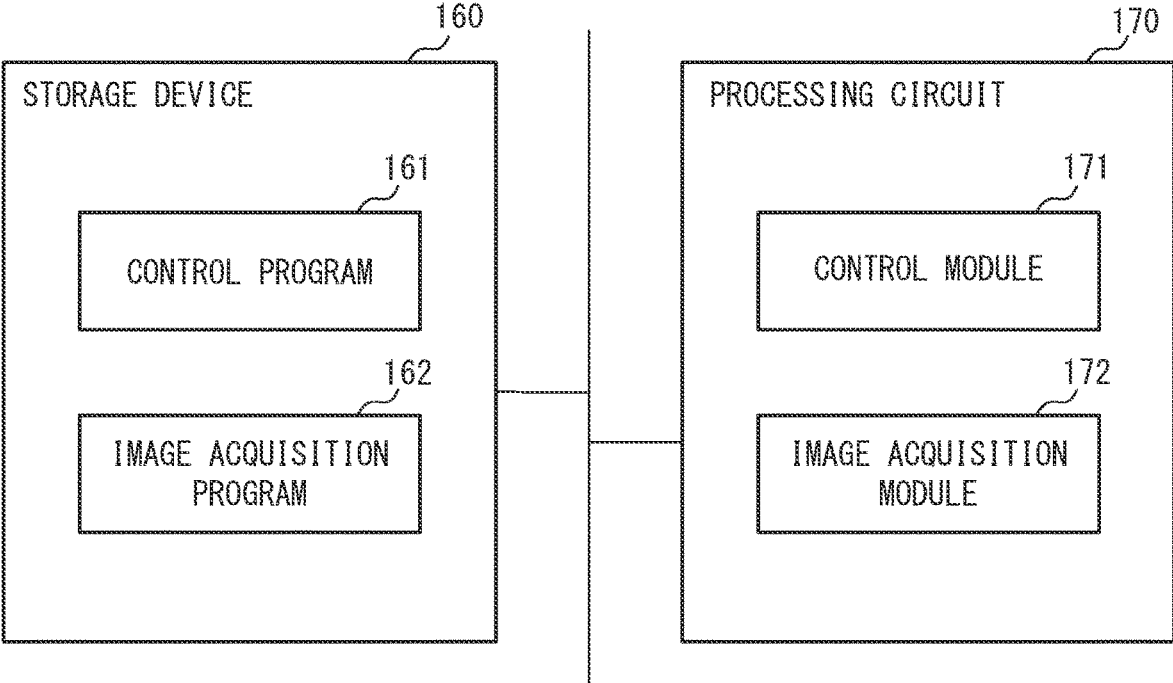 160
STORAGE DEVICE
161
CONTROL PROGRAM
162
IMAGE ACQUISITION
PROGRAM
170
PROCESSING CIRCUIT
171
CONTROL MODULE
172
IMAGE ACQUISITION
MODULE